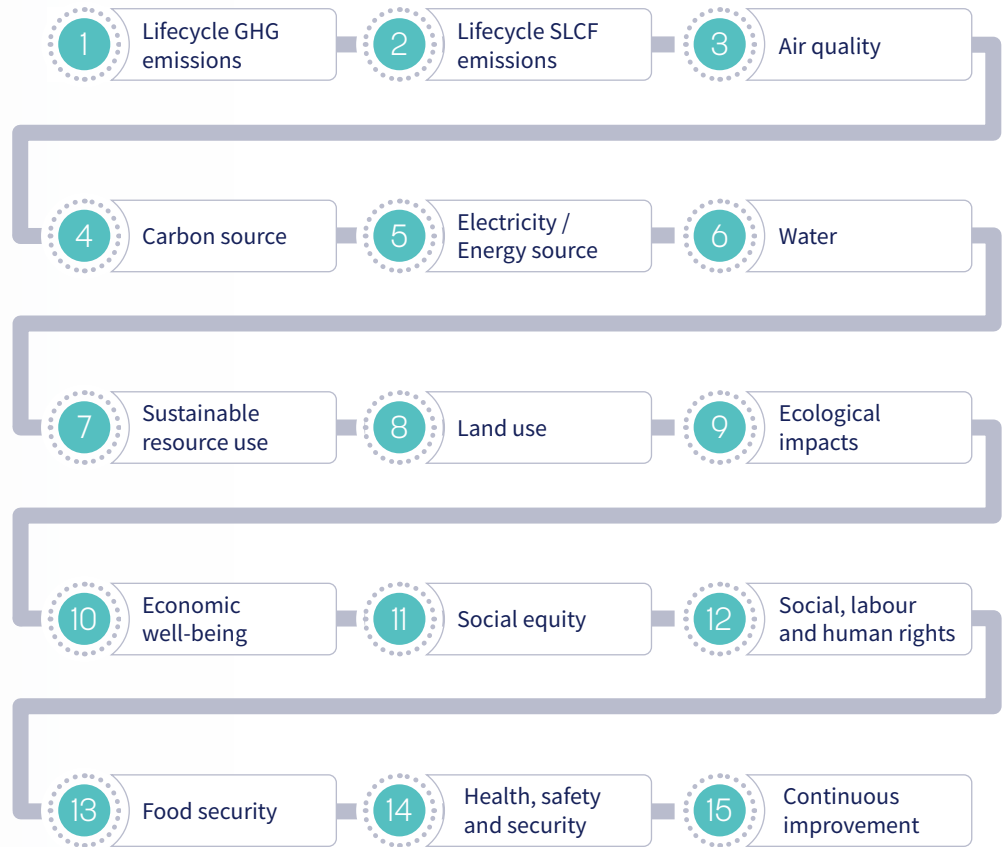 1
Lifecycle GHG
emissions
2
Lifecycle SLCF
emissions
3
Air quality
4
Carbon source
5
Electricity /
Energy source
6
Water
7
Sustainable
resource use
8
Land use
9
Ecological
impacts
10
Economic
well-being
11
Social equity
12
Social, labour
and human rights
13
Food security
14
Health, safety
and security
15
Continuous
improvement